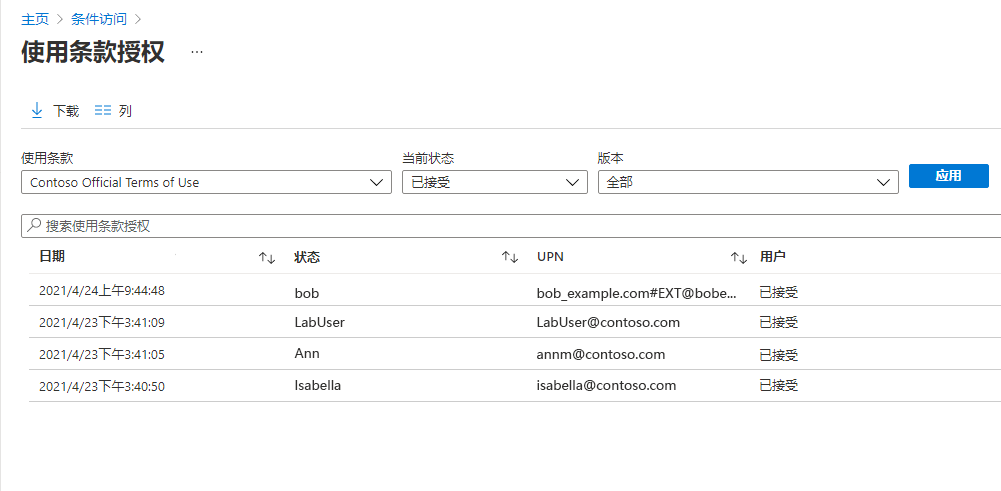 主页 > 条件访问 >
使用条款授权 ...
下载 列
使用条款 当前状态 版本
Contoso Official Terms of Use 已接受 全部 应用
搜索使用条款授权
日期 状态 UPN 用户
2021/4/24上午9:44:48 bob bob_example.com#EXT@bobe... 已接受
2021/4/23下午3:41:09 LabUser LabUser@contoso.com 已接受
2021/4/23下午3:41:05 Ann annm@contoso.com 已接受
2021/4/23下午3:40:50 Isabella isabella@contoso.com 已接受